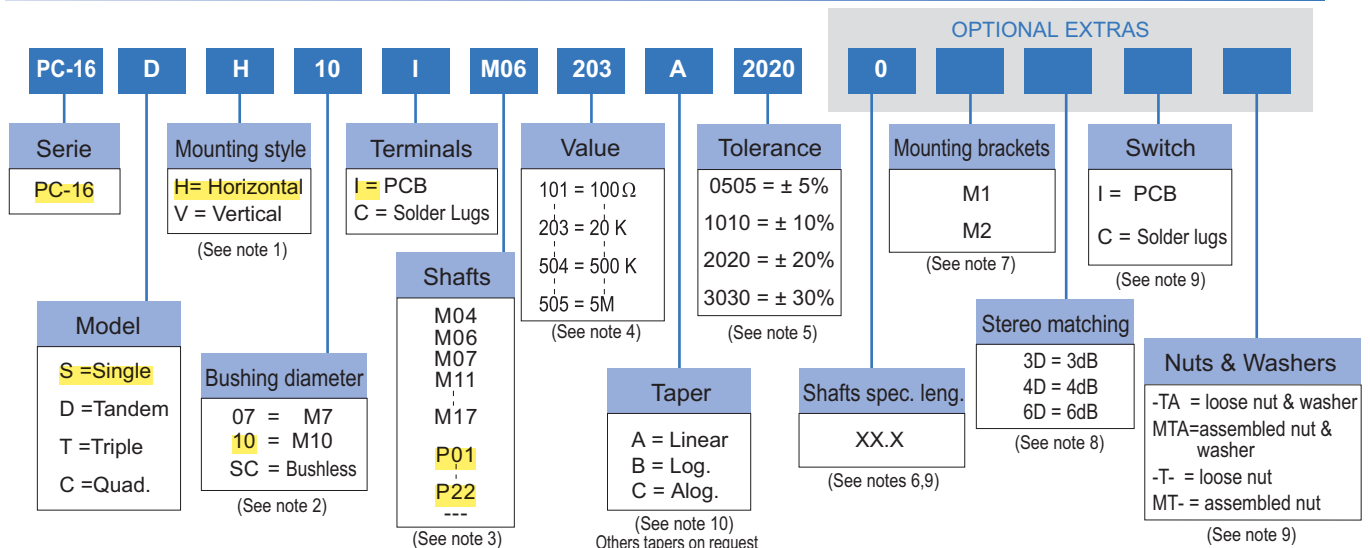 OPTIONAL EXTRAS
PC-16 D H 10 I M06 203 A 2020 0
Serie
PC-16
Mounting style
H= Horizontal
V = Vertical
(See note 1)
Terminals
I = PCB
C = Solder Lugs
Value
101 = 100 Ω
203 = 20 K
504 = 500 K
505 = 5M
(See note 4)
Tolerance
0505 = ± 5%
1010 = ± 10%
2020 = ± 20%
3030 = ± 30%
(See note 5)
Mounting brackets
M1
M2
(See note 7)
Switch
I = PCB
C = Solder lugs
(See note 9)
Model
S =Single
D =Tandem
T =Triple
C =Quad.
Bushing diameter
07 = M7
10 = M10
SC = Bushless
(See note 2)
Shafts
M04
M06
M07
M11
M17
P01
P22
---
(See note 3)
Taper
A = Linear
B = Log.
C = Alog.
(See note 10)
Others tapers on request
Shafts spec. leng.
XX.X
(See notes 6,9)
Stereo matching
3D = 3dB
4D = 4dB
6D = 6dB
(See note 8)
Nuts & Washers
-TA = loose nut & washer
MTA=assembled nut &
washer
-T- = loose nut
MT- = assembled nut
(See note 9)